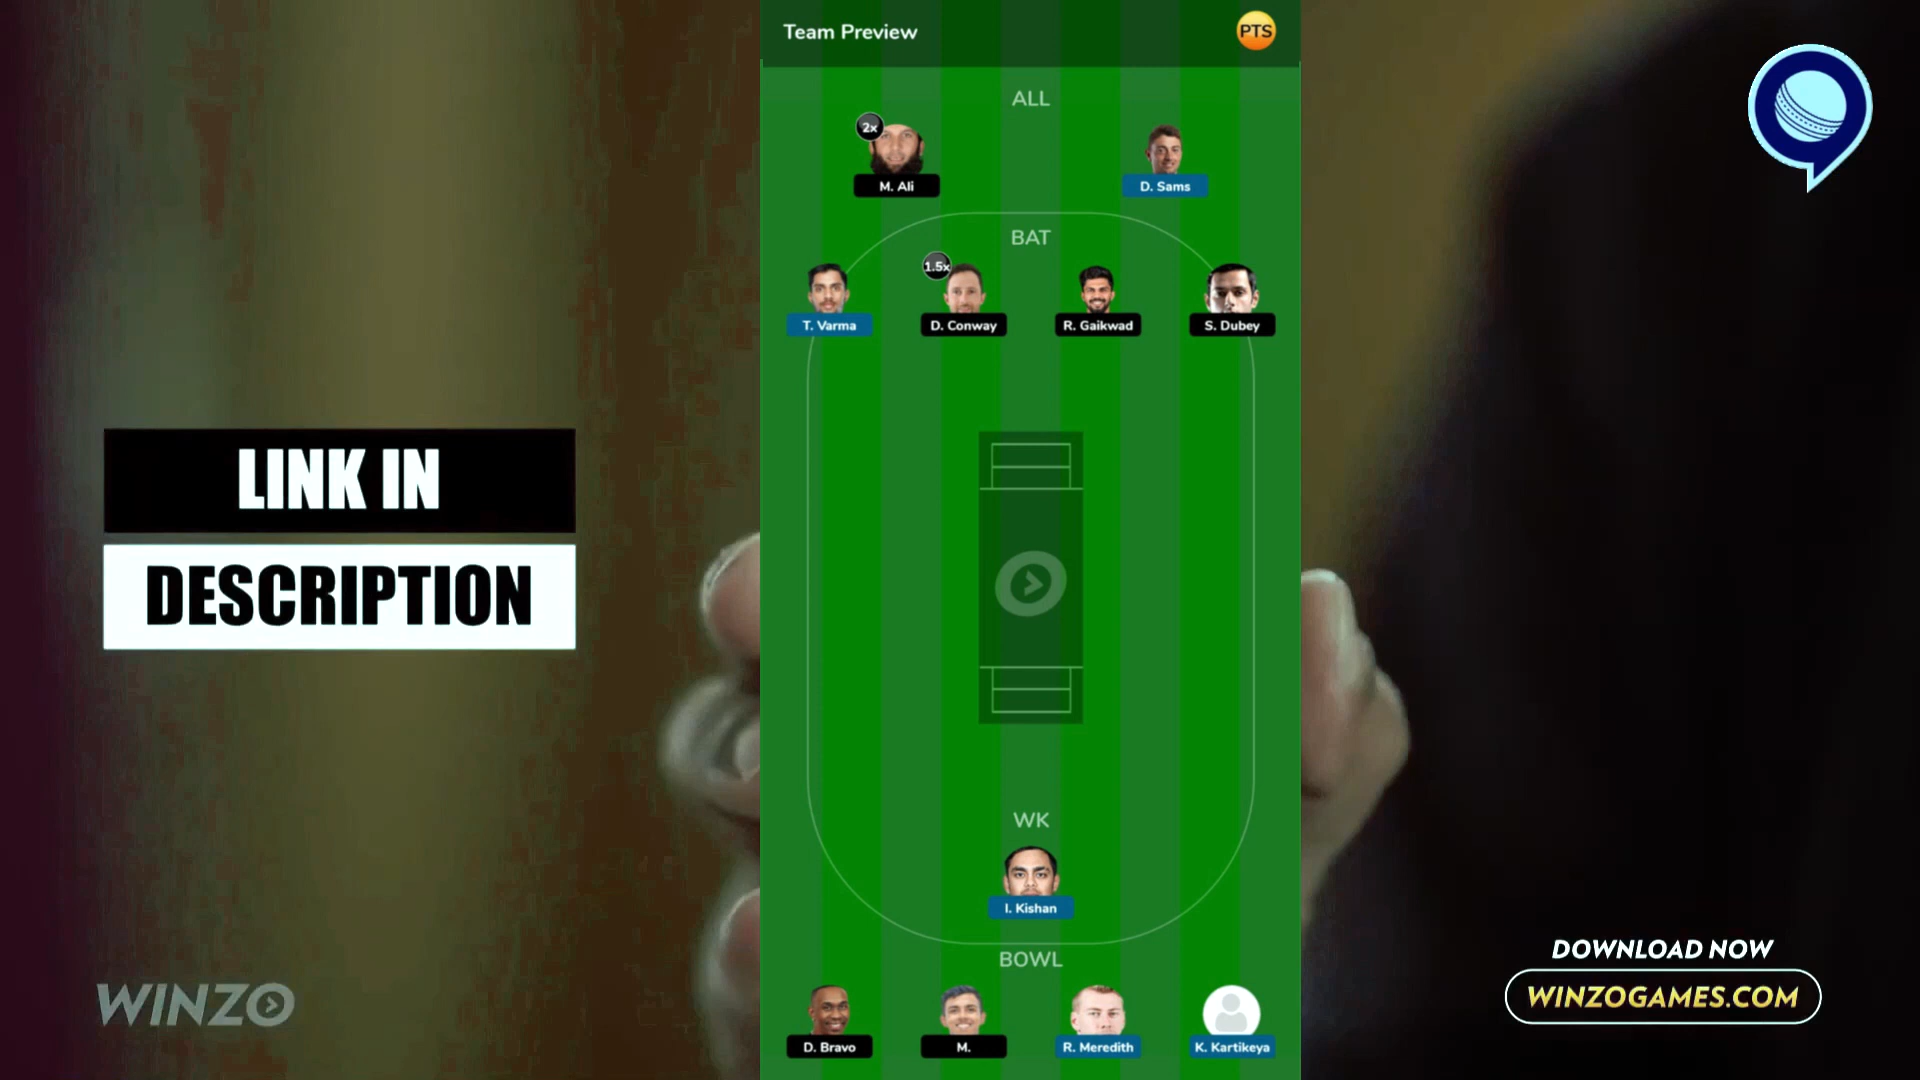 Team Preview
PTS
ALL
2x
M. Ali
D. Sams
BAT
1.5x
T. Varma
D. Conway
R. Gaikwad
S. Dubey
LINK IN
DESCRIPTION
WK
I. Kishan
BOWL
D. Bravo
M.
R. Meredith
K. Kartikeya
WINZO
DOWNLOAD NOW
WINZOGAMES.COM